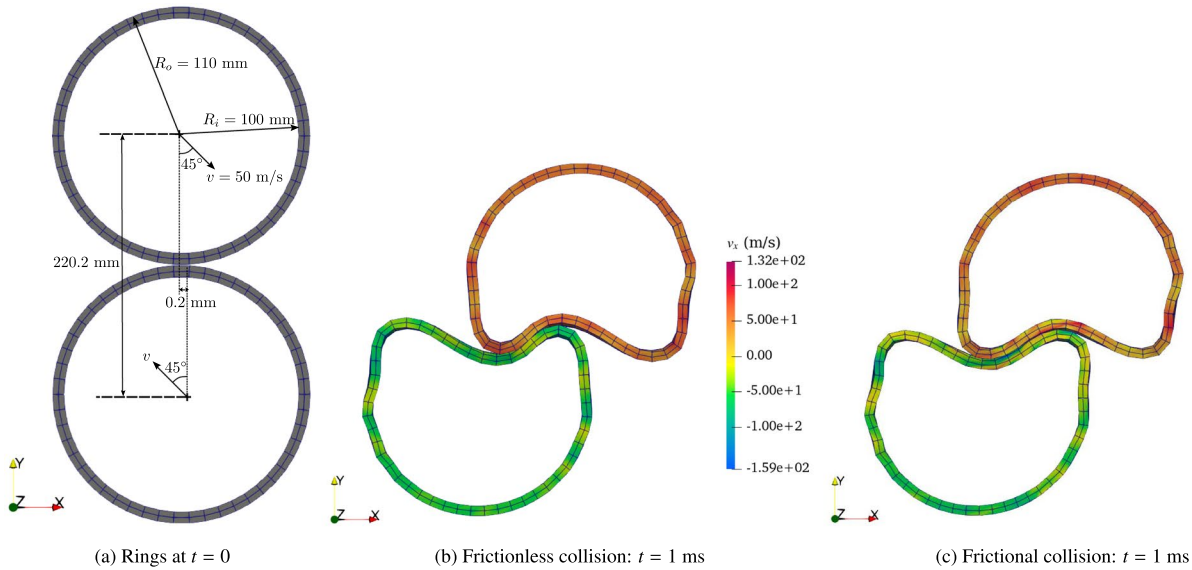 R_o = 110 mm
R_i = 100 mm
45°
v = 50 m/s
220.2 mm
0.2 mm
v
45°
Y
Z X
(a) Rings at t = 0
Y
Z X
(b) Frictionless collision: t = 1 ms
v_x (m/s)
1.32e+02
1.00e+2
5.00e+1
0.00
-5.00e+1
-1.00e+2
-1.59e+02
Y
Z X
(c) Frictional collision: t = 1 ms